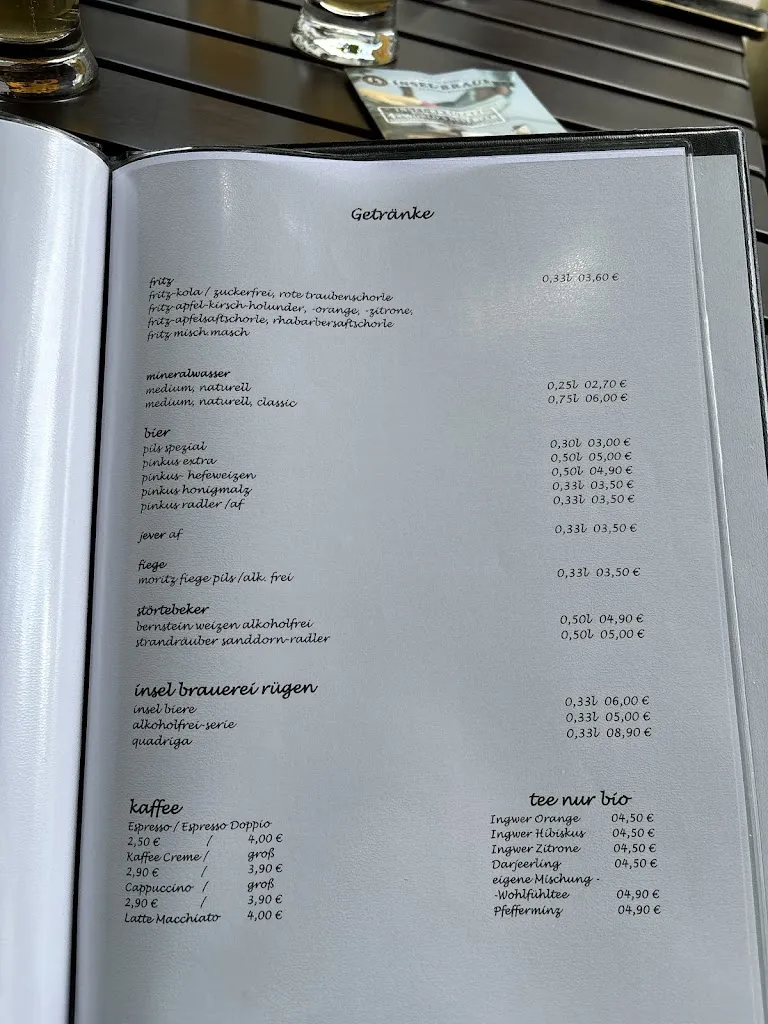 INSEL-BRAUEREI
Getränke
fritz 0,33l 03,60 €
fritz-kola / zuckerfrei, rote traubenschorle
fritz-apfel-kirsch-holunder, -orange, -zitrone,
fritz-apfelsaftschorle, rhabarbersaftschorle
fritz misch masch
mineralwasser
medium, naturell 0,25l 02,70 €
medium, naturell, classic 0,75l 06,00 €
bier
pils spezial 0,30l 03,00 €
pinkus extra 0,50l 05,00 €
pinkus- hefeweizen 0,50l 04,90 €
pinkus honigmalz 0,33l 03,50 €
pinkus radler /af 0,33l 03,50 €
jever af 0,33l 03,50 €
fiege
moritz fiege pils /alk. frei 0,33l 03,50 €
störtebeker
bernstein weizen alkoholfrei 0,50l 04,90 €
strandräuber sanddorn-radler 0,50l 05,00 €
insel brauerei rügen
insel biere 0,33l 06,00 €
alkoholfrei-serie 0,33l 05,00 €
quadriga 0,33l 08,90 €
kaffee
Espresso / Espresso Doppio
2,50 € / 4,00 €
Kaffee Creme / groß
2,90 € / 3,90 €
Cappuccino / groß
2,90 € / 3,90 €
Latte Macchiato 4,00 €
tee nur bio
Ingwer Orange 04,50 €
Ingwer Hibiskus 04,50 €
Ingwer Zitrone 04,50 €
Darjeerling 04,50 €
eigene Mischung -
-Wohlfühltee 04,90 €
Pfefferminz 04,90 €